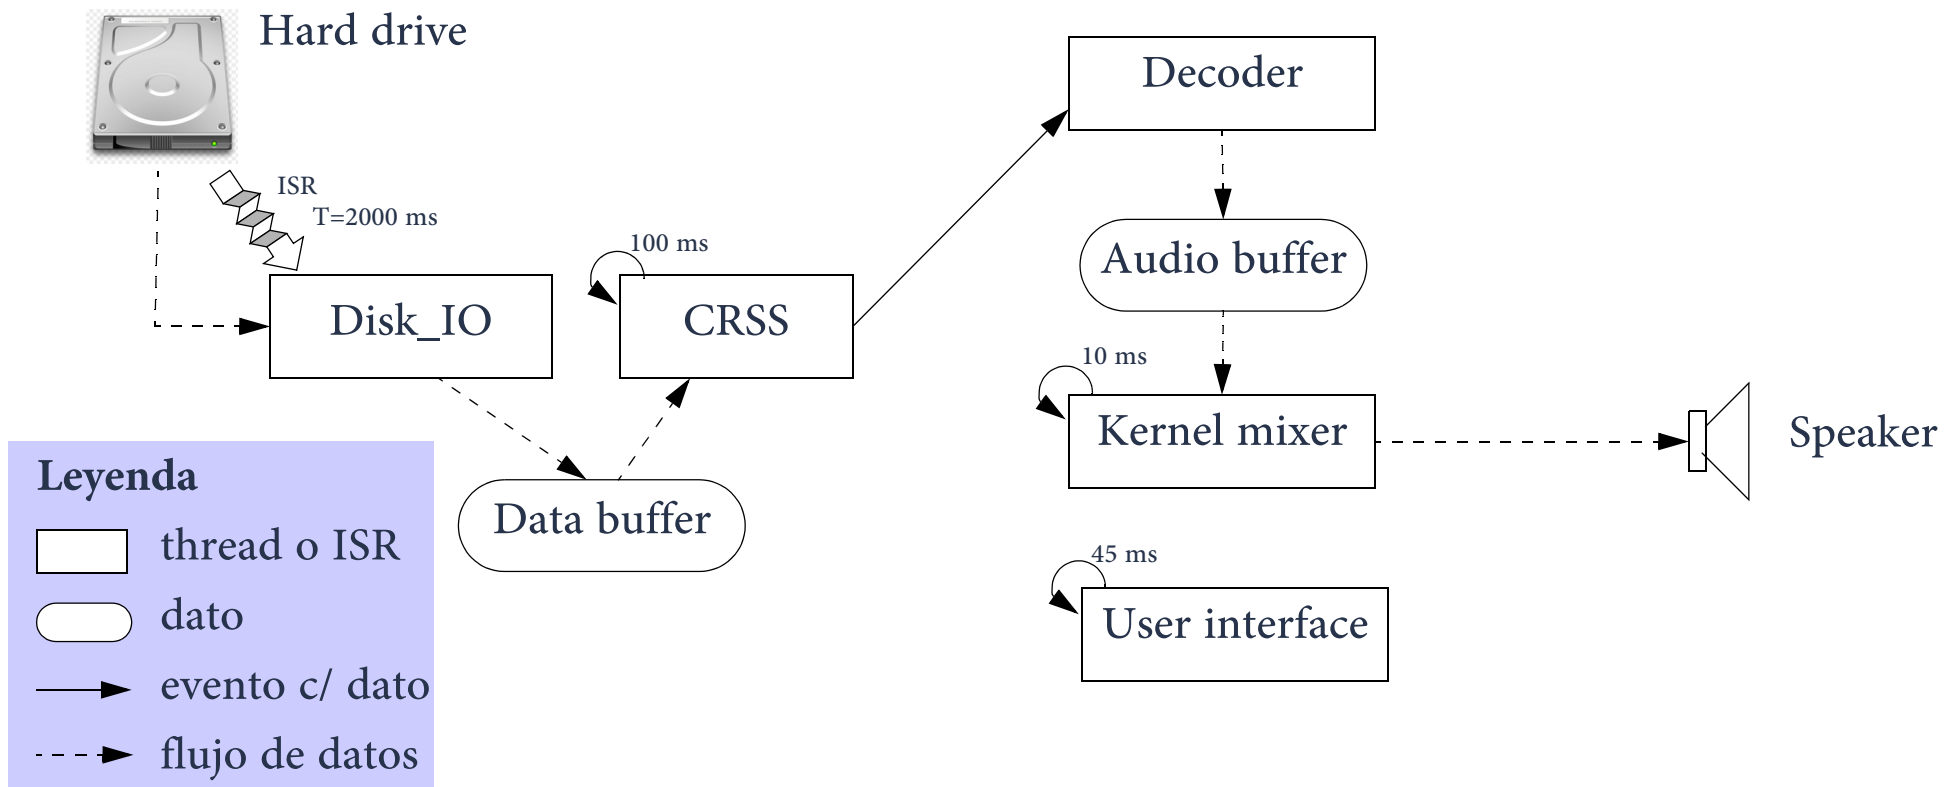 Hard drive
ISR
T=2000 ms
Disk_IO
100 ms
CRSS
Data buffer
Decoder
Audio buffer
10 ms
Kernel mixer
Speaker
45 ms
User interface
Leyenda
thread o ISR
dato
evento c/ dato
flujo de datos